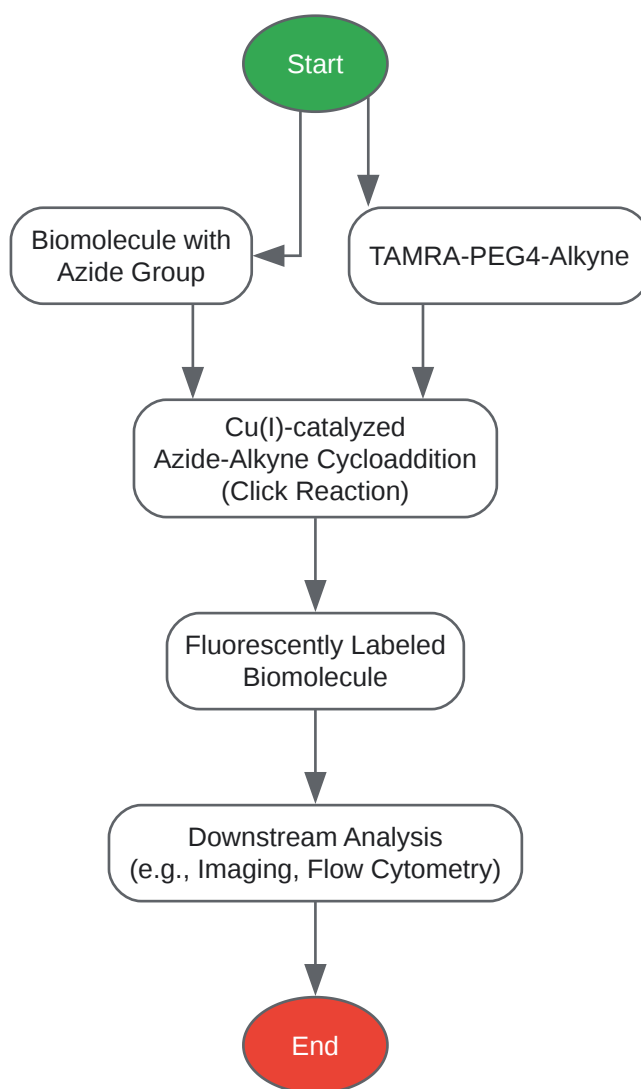 Start
Biomolecule with
Azide Group
TAMRA-PEG4-Alkyne
Cu(I)-catalyzed
Azide-Alkyne Cycloaddition
(Click Reaction)
Fluorescently Labeled
Biomolecule
Downstream Analysis
(e.g., Imaging, Flow Cytometry)
End